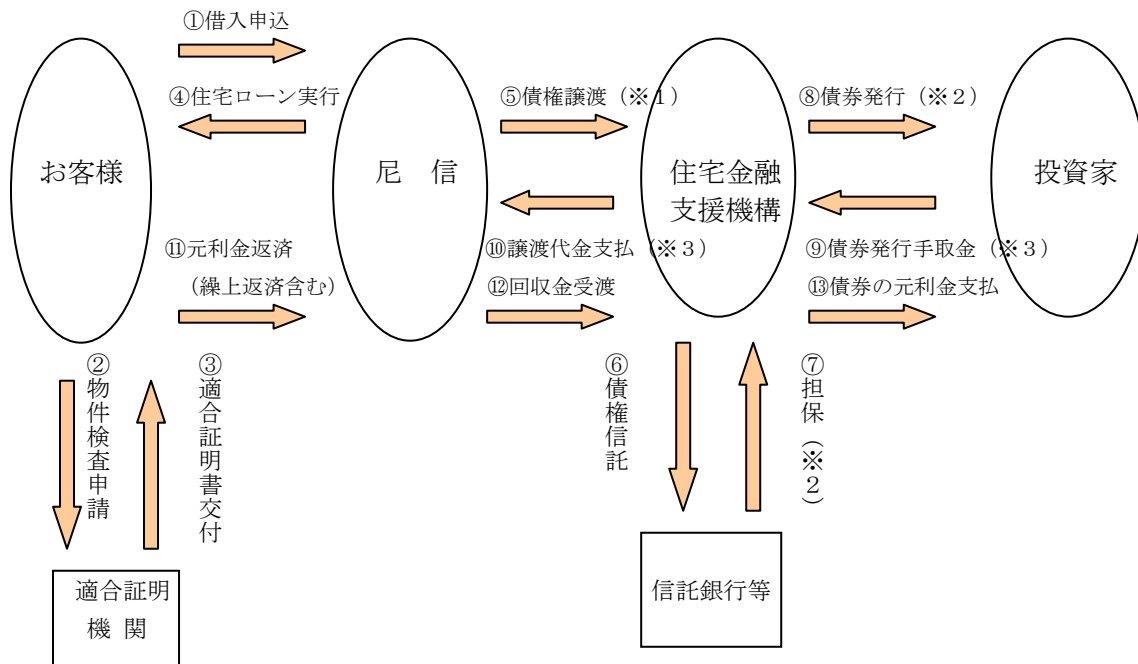 ①借入申込
④住宅ローン実行
⑤債権譲渡（※１）
⑧債券発行（※２）
お客様
尼　信
住宅金融
支援機構
投資家
⑪元利金返済
（繰上返済含む）
⑩譲渡代金支払（※３）
⑫回収金受渡
⑨債券発行手取金（※３）
⑬債券の元利金支払
②物件検査申請
③適合証明書交付
⑥債権信託
⑦担保（※２）
適合証明
機 関
信託銀行等